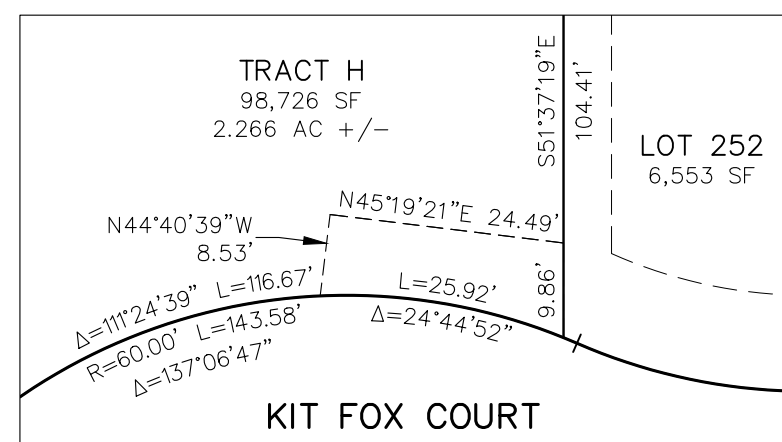 TRACT H
98,726 SF
2.266 AC +/-
S51°37'19"E
104.41'
LOT 252
6,553 SF
N44°40'39"W
8.53'
N45°19'21"E 24.49'
9.86'
Δ=111°24'39" L=116.67'
R=60.00' L=143.58'
Δ=137°06'47"
L=25.92'
Δ=24°44'52"
KIT FOX COURT